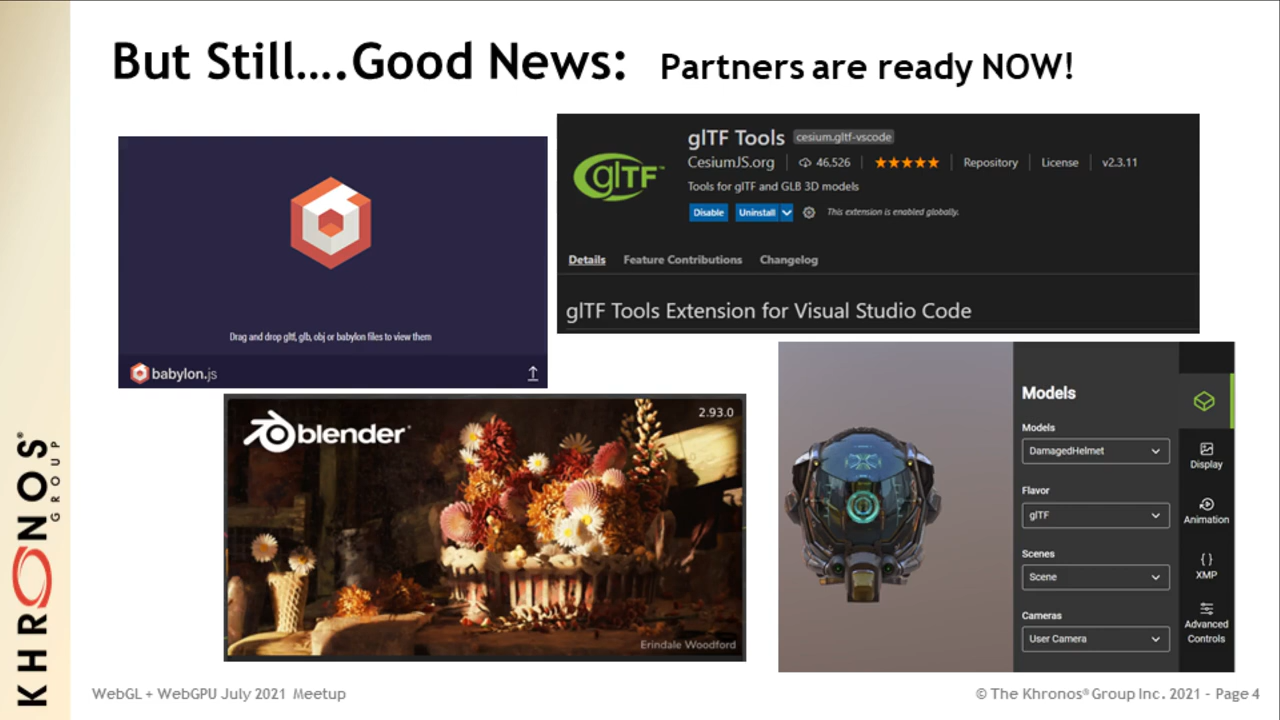 But Still....Good News: Partners are ready NOW!
Drag and drop gltf, glb, obj or babylon files to view them
babylon.js
glTF™
glTF Tools cesium.gltf-vscode
CesiumJS.org 46,526 ★★★★★ Repository License v2.3.11
Tools for glTF and GLB 3D models
Disable Uninstall This extension is enabled globally.
Details Feature Contributions Changelog
glTF Tools Extension for Visual Studio Code
blender
2.93.0
Erindale Woodford
Models
Models
DamagedHelmet
Flavor
glTF
Scenes
Scene
Cameras
User Camera
Display
Animation
{ }
XMP
Advanced
Controls
KHRONOS®
GROUP
WebGL + WebGPU July 2021 Meetup
© The Khronos® Group Inc. 2021 - Page 4